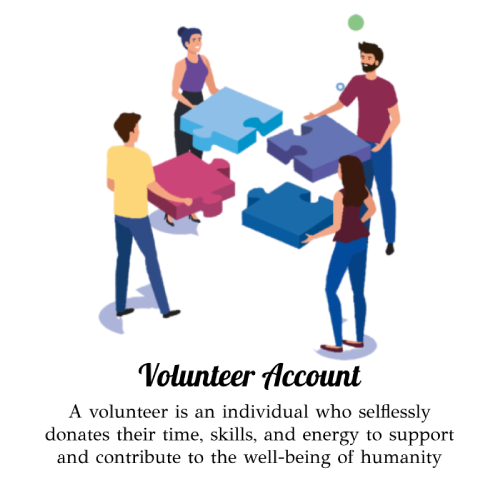 Volunteer Account
A volunteer is an individual who selflessly
donates their time, skills, and energy to support
and contribute to the well-being of humanity